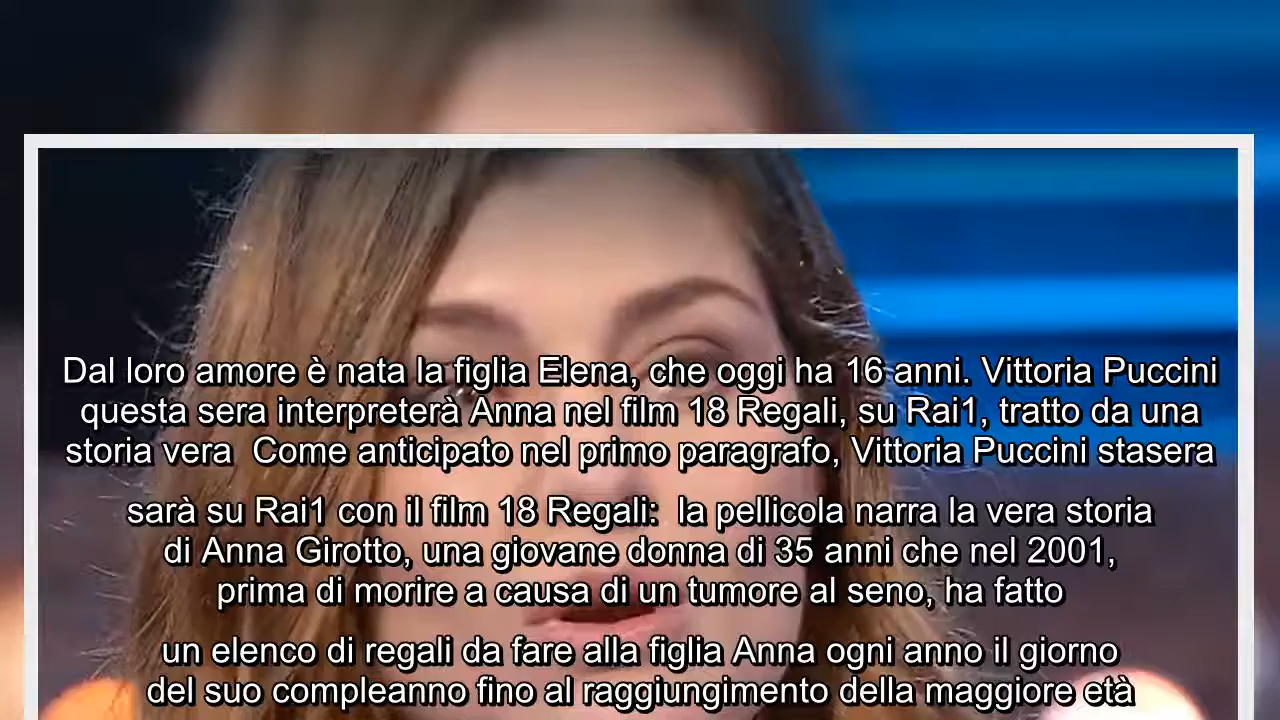 Dal loro amore è nata la figlia Elena, che oggi ha 16 anni. Vittoria Puccini
questa sera interpreterà Anna nel film 18 Regali, su Rai1, tratto da una
storia vera  Come anticipato nel primo paragrafo, Vittoria Puccini stasera
sarà su Rai1 con il film 18 Regali:  la pellicola narra la vera storia
di Anna Girotto, una giovane donna di 35 anni che nel 2001,
prima di morire a causa di un tumore al seno, ha fatto
un elenco di regali da fare alla figlia Anna ogni anno il giorno
del suo compleanno fino al raggiungimento della maggiore età